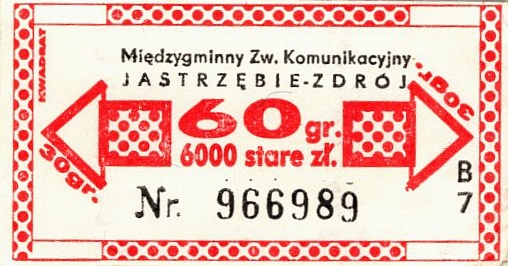 KWADRAT
Międzygminny Zw. Komunikacyjny
JASTRZĘBIE-ZDRÓJ
30gr.
60 gr.
6000 stare zł.
30gr.
B
7
Nr. 966989